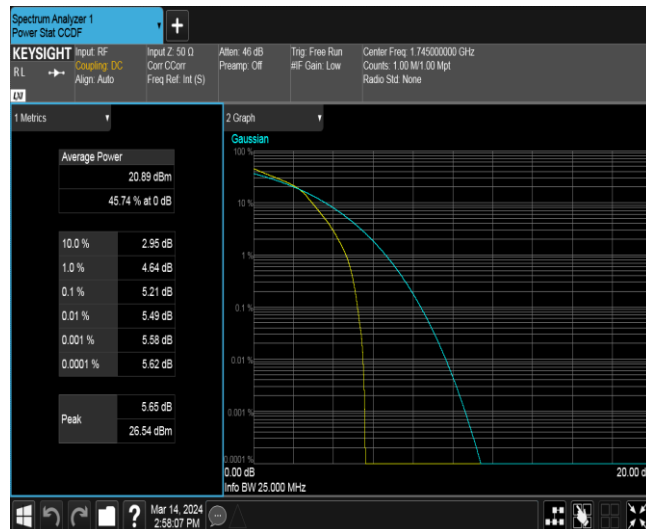 Spectrum Analyzer 1
Power Stat CCDF
+
KEYSIGHT
RL
LXI
Input: RF
Coupling: DC
Align: Auto
Input Z: 50 Ω
Corr CCorr
Freq Ref: Int (S)
Atten: 46 dB
Preamp: Off
Trig: Free Run
#IF Gain: Low
Center Freq: 1.745000000 GHz
Counts: 1.00 M/1.00 Mpt
Radio Std: None
1 Metrics
Average Power
20.89 dBm
45.74 % at 0 dB
10.0 % 2.95 dB
1.0 % 4.64 dB
0.1 % 5.21 dB
0.01 % 5.49 dB
0.001 % 5.58 dB
0.0001 % 5.62 dB
Peak
5.65 dB
26.54 dBm
2 Graph
Gaussian
100 %
10 %
1 %
0.1 %
0.01 %
0.001 %
0.0001 %
0.00 dB
20.00 d
Info BW 25.000 MHz
?
Mar 14, 2024
2:58:07 PM